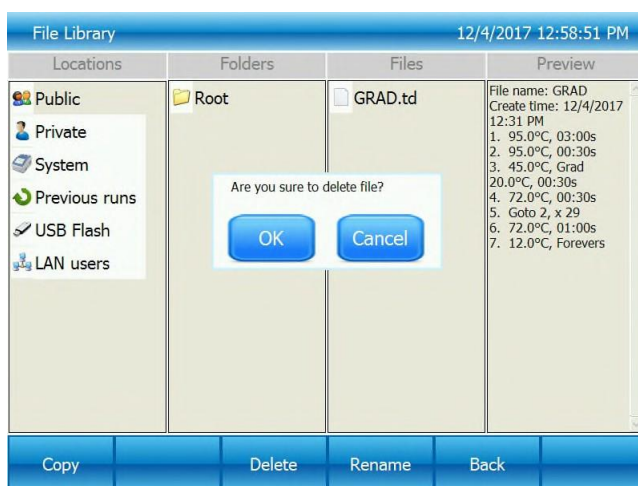 File Library 12/4/2017 12:58:51 PM
Locations Folders Files Preview
Public
Private
System
Previous runs
USB Flash
LAN users
Root
GRAD.td
File name: GRAD
Create time: 12/4/2017
12:31 PM
1. 95.0°C, 03:00s
2. 95.0°C, 00:30s
3. 45.0°C, Grad
20.0°C, 00:30s
4. 72.0°C, 00:30s
5. Goto 2, x 29
6. 72.0°C, 01:00s
7. 12.0°C, Forevers
Are you sure to delete file?
OK Cancel
Copy Delete Rename Back